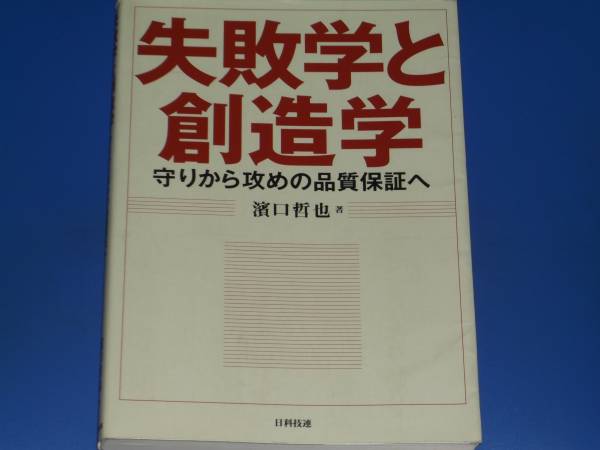 失敗学と
創造学
守りから攻めの品質保証へ
濱口哲也 著
日科技連